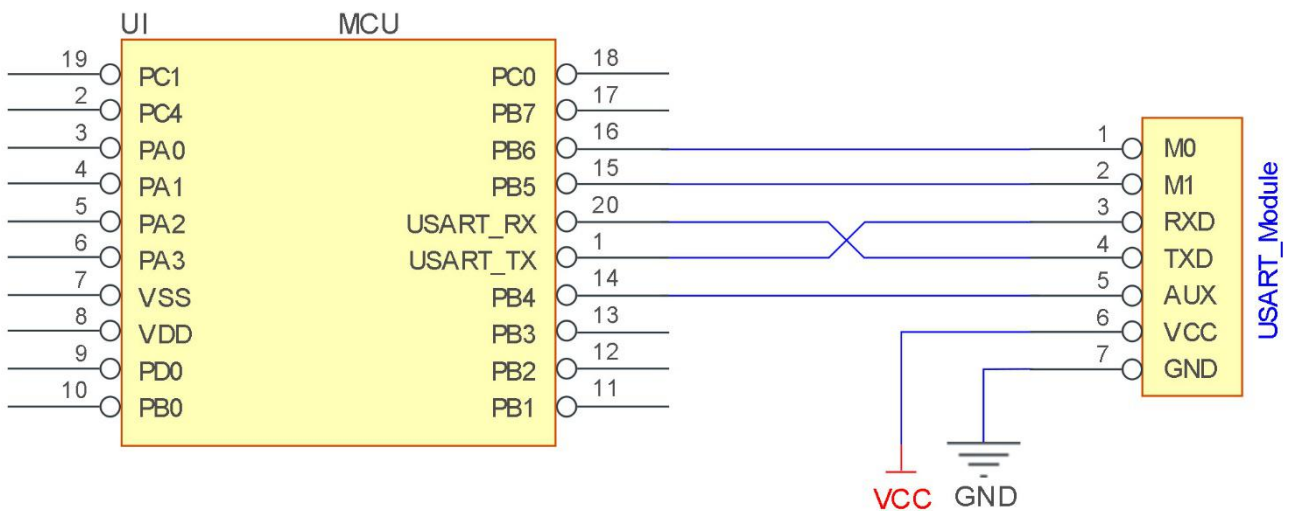 UI MCU
19 PC1 PC0 18
2 PC4 PB7 17
3 PA0 PB6 16 1 M0
4 PA1 PB5 15 2 M1
5 PA2 USART_RX 20 3 RXD
6 PA3 USART_TX 1 4 TXD
7 VSS PB4 14 5 AUX
8 VDD PB3 13 6 VCC
9 PD0 PB2 12 7 GND
10 PB0 PB1 11
USART_Module
VCC GND